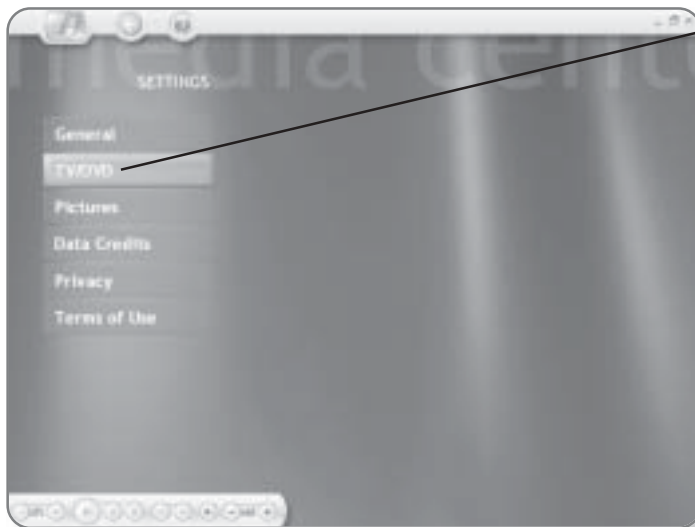 media cent
SETTINGS
General
TV/DVD
Pictures
Data Credits
Privacy
Terms of Use